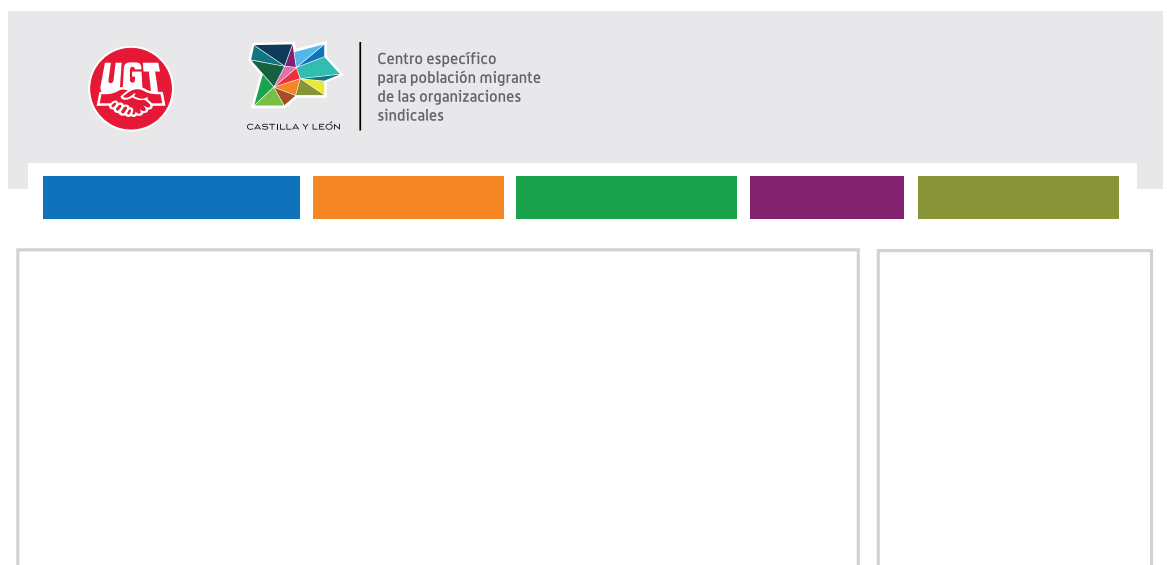 UGT
CASTILLA Y LEÓN
Centro específico
para población migrante
de las organizaciones
sindicales